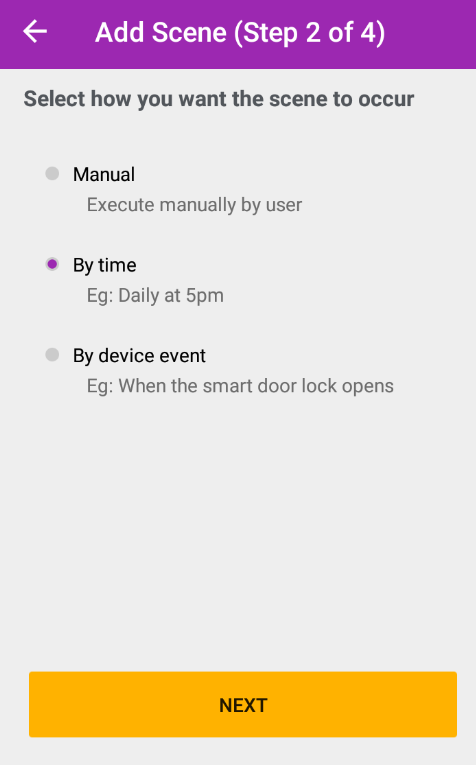 Add Scene (Step 2 of 4)
Select how you want the scene to occur
Manual
Execute manually by user
By time
Eg: Daily at 5pm
By device event
Eg: When the smart door lock opens
NEXT